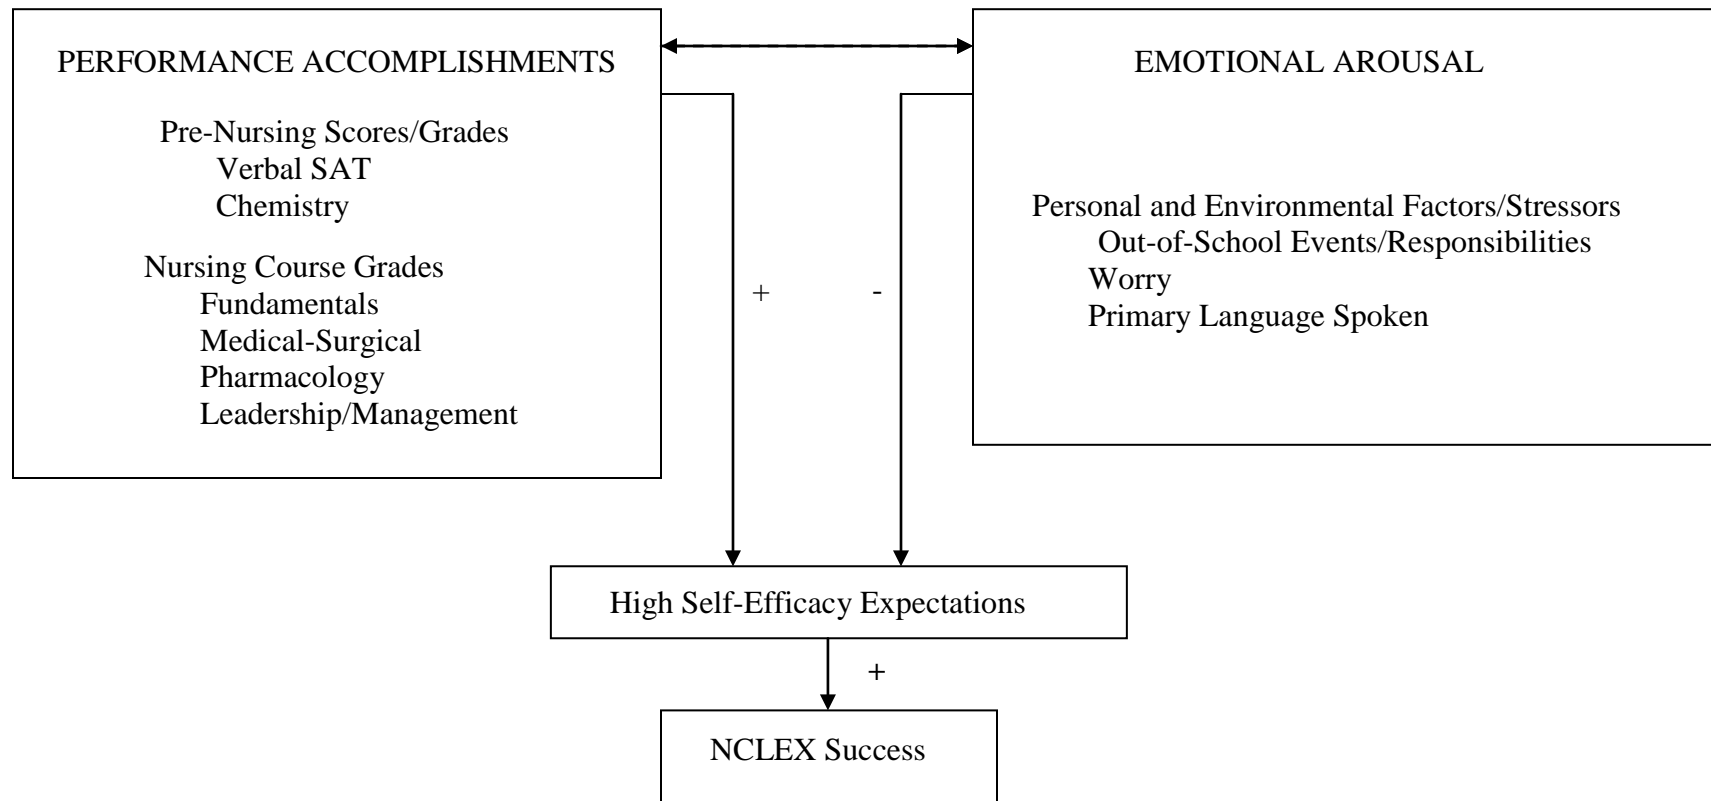 PERFORMANCE ACCOMPLISHMENTS
Pre-Nursing Scores/Grades
Verbal SAT
Chemistry
Nursing Course Grades
Fundamentals
Medical-Surgical
Pharmacology
Leadership/Management
EMOTIONAL AROUSAL
Personal and Environmental Factors/Stressors
Out-of-School Events/Responsibilities
Worry
Primary Language Spoken
+
-
High Self-Efficacy Expectations
+
NCLEX Success